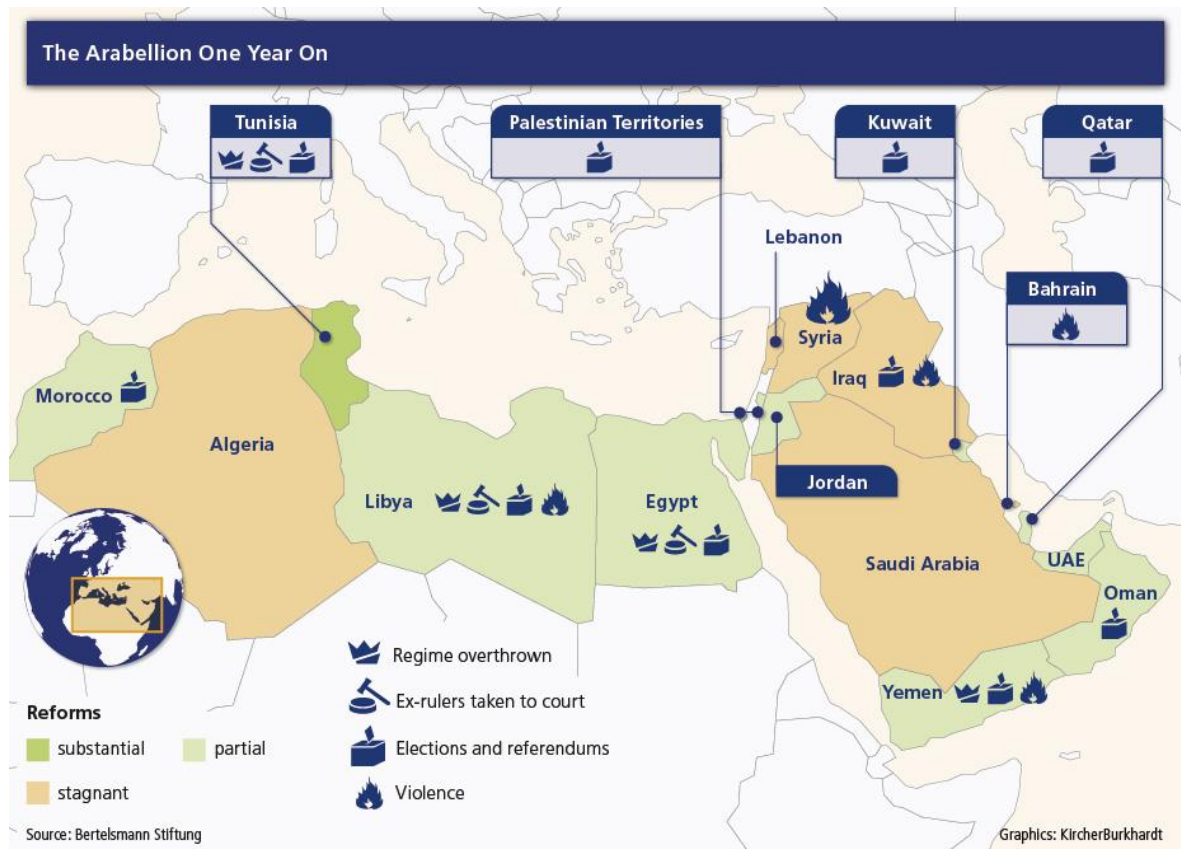 The Arabellion One Year On
Tunisia
Palestinian Territories
Kuwait
Qatar
Lebanon
Bahrain
Syria
Morocco
Iraq
Algeria
Jordan
Libya
Egypt
Saudi Arabia
UAE
Oman
Yemen
Regime overthrown
Ex-rulers taken to court
Elections and referendums
Violence
Reforms
substantial
partial
stagnant
Source: Bertelsmann Stiftung
Graphics: KircherBurkhardt